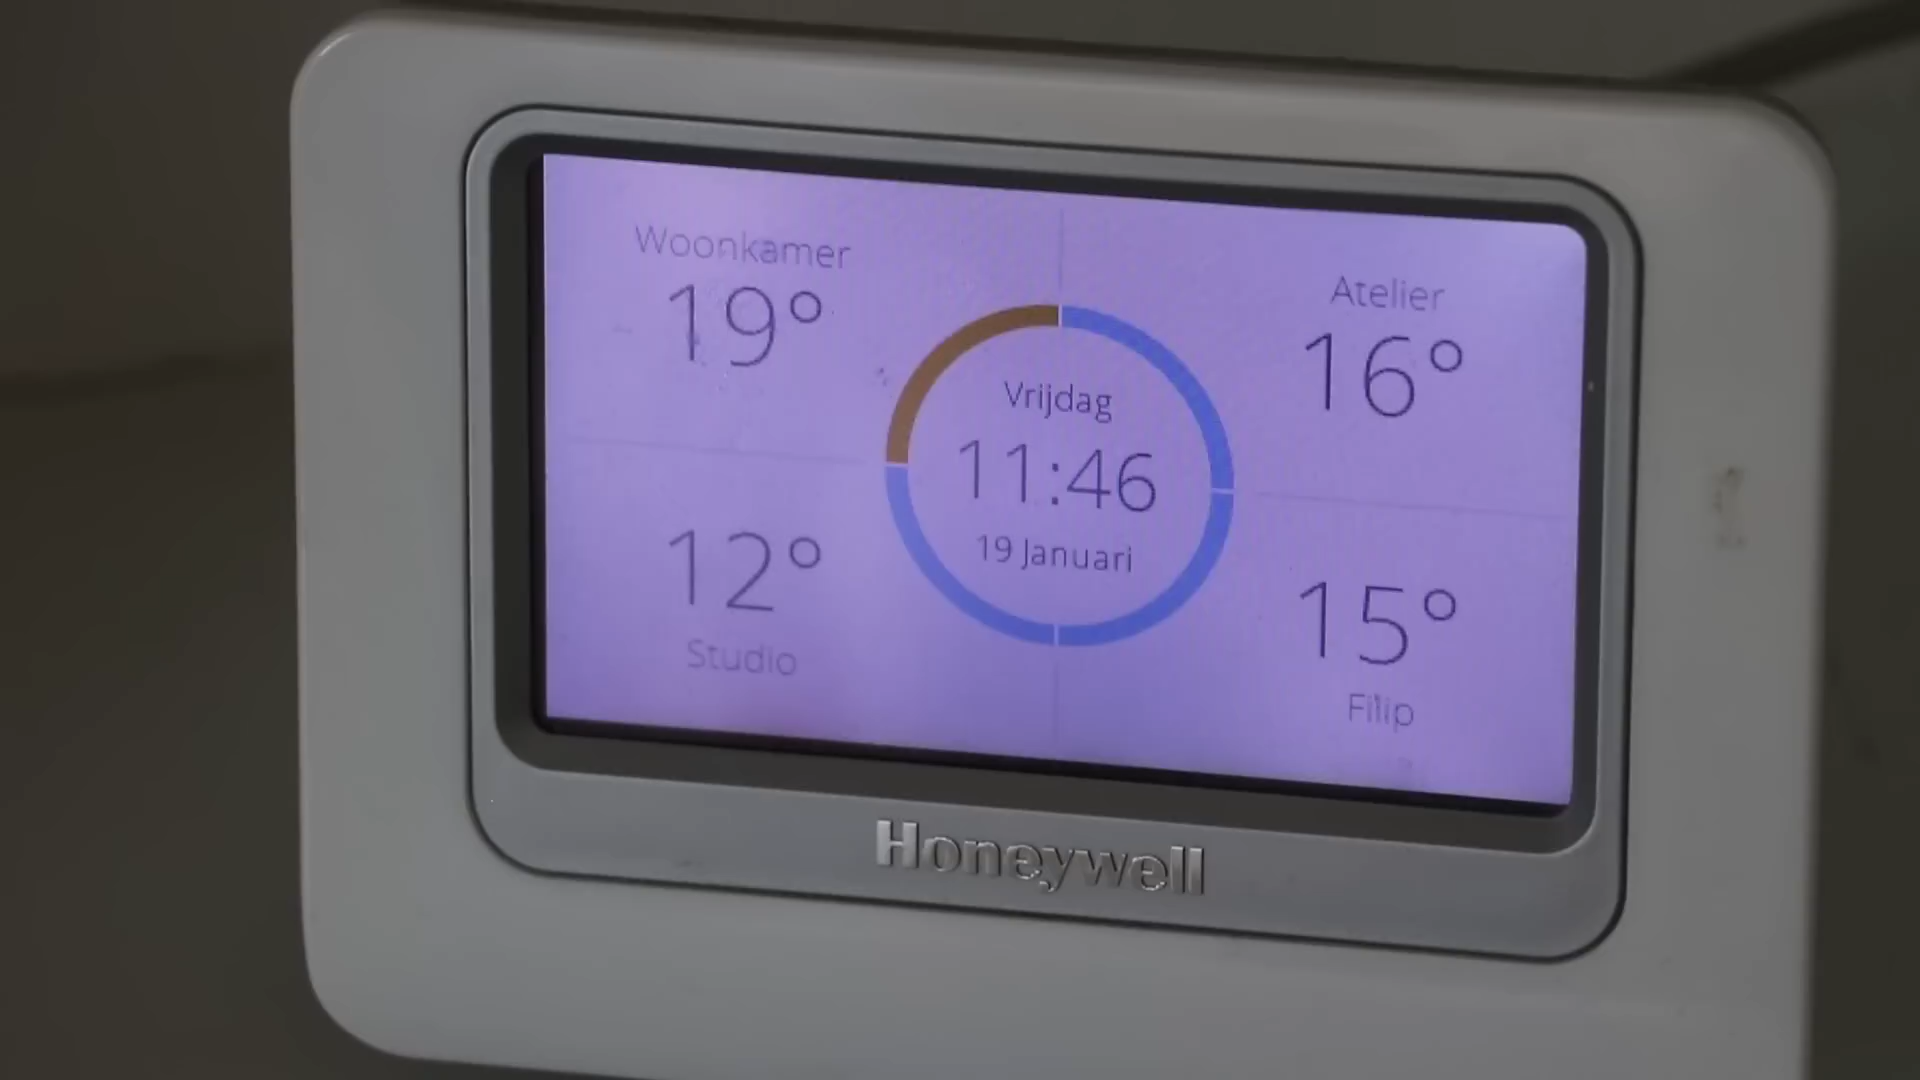 Woonkamer
19°
Atelier
16°
Vrijdag
11:46
19 Januari
12°
Studio
15°
Filip
Honeywell